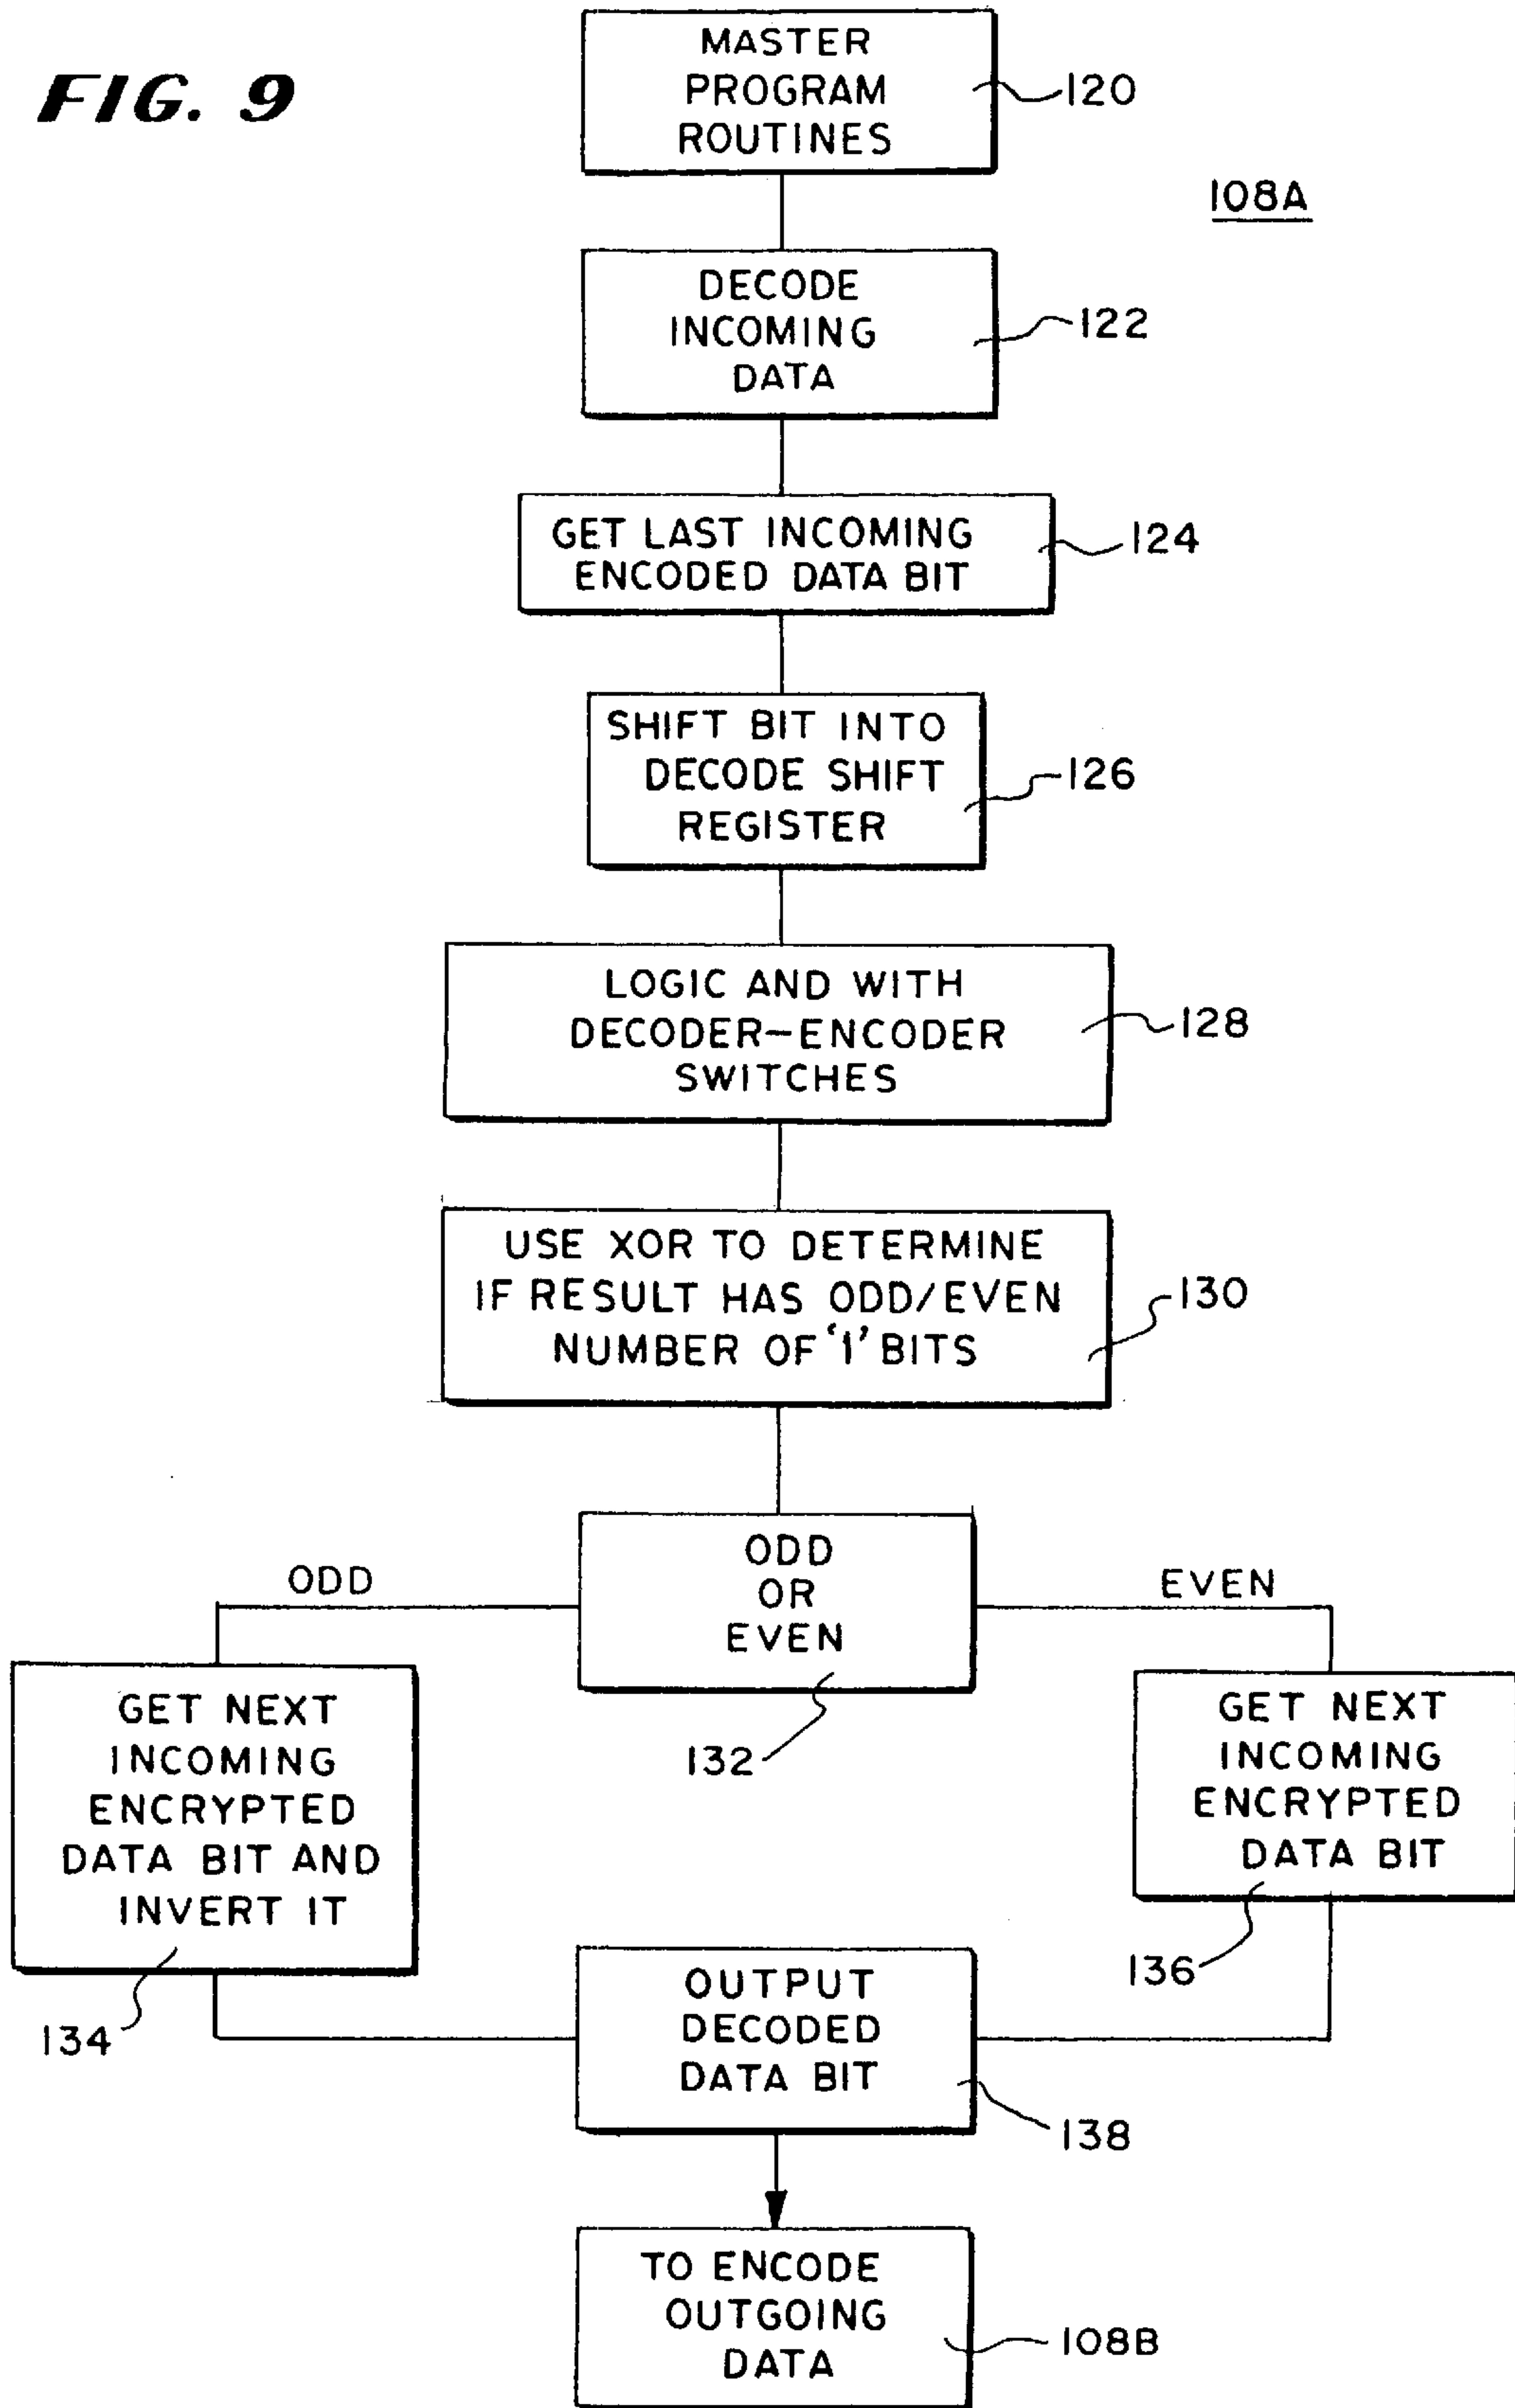 FIG. 9
MASTER
PROGRAM
ROUTINES
120
108A
DECODE
INCOMING
DATA
122
GET LAST INCOMING
ENCODED DATA BIT
124
SHIFT BIT INTO
DECODE SHIFT
REGISTER
126
LOGIC AND WITH
DECODER-ENCODER
SWITCHES
128
USE XOR TO DETERMINE
IF RESULT HAS ODD/EVEN
NUMBER OF '1' BITS
130
ODD
OR
EVEN
132
ODD
EVEN
GET NEXT
INCOMING
ENCRYPTED
DATA BIT AND
INVERT IT
134
GET NEXT
INCOMING
ENCRYPTED
DATA BIT
136
OUTPUT
DECODED
DATA BIT
138
TO ENCODE
OUTGOING
DATA
108B